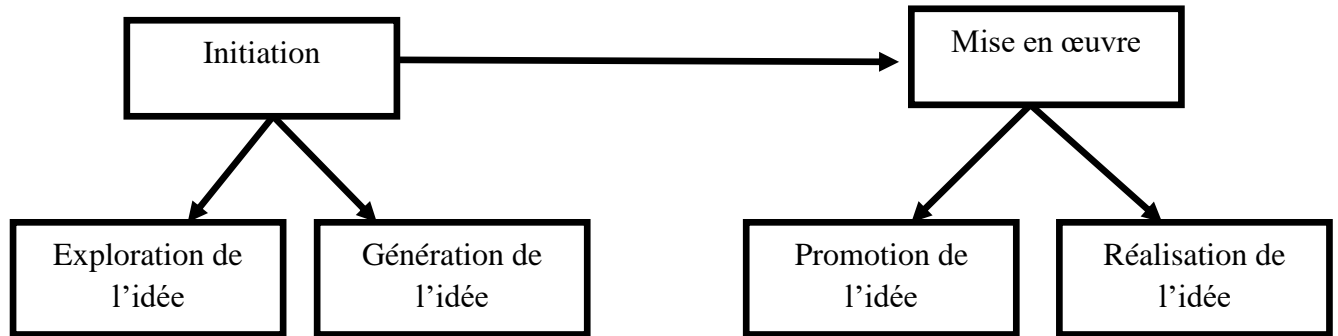 Initiation
Mise en œuvre
Exploration de
l’idée
Génération de
l’idée
Promotion de
l’idée
Réalisation de
l’idée